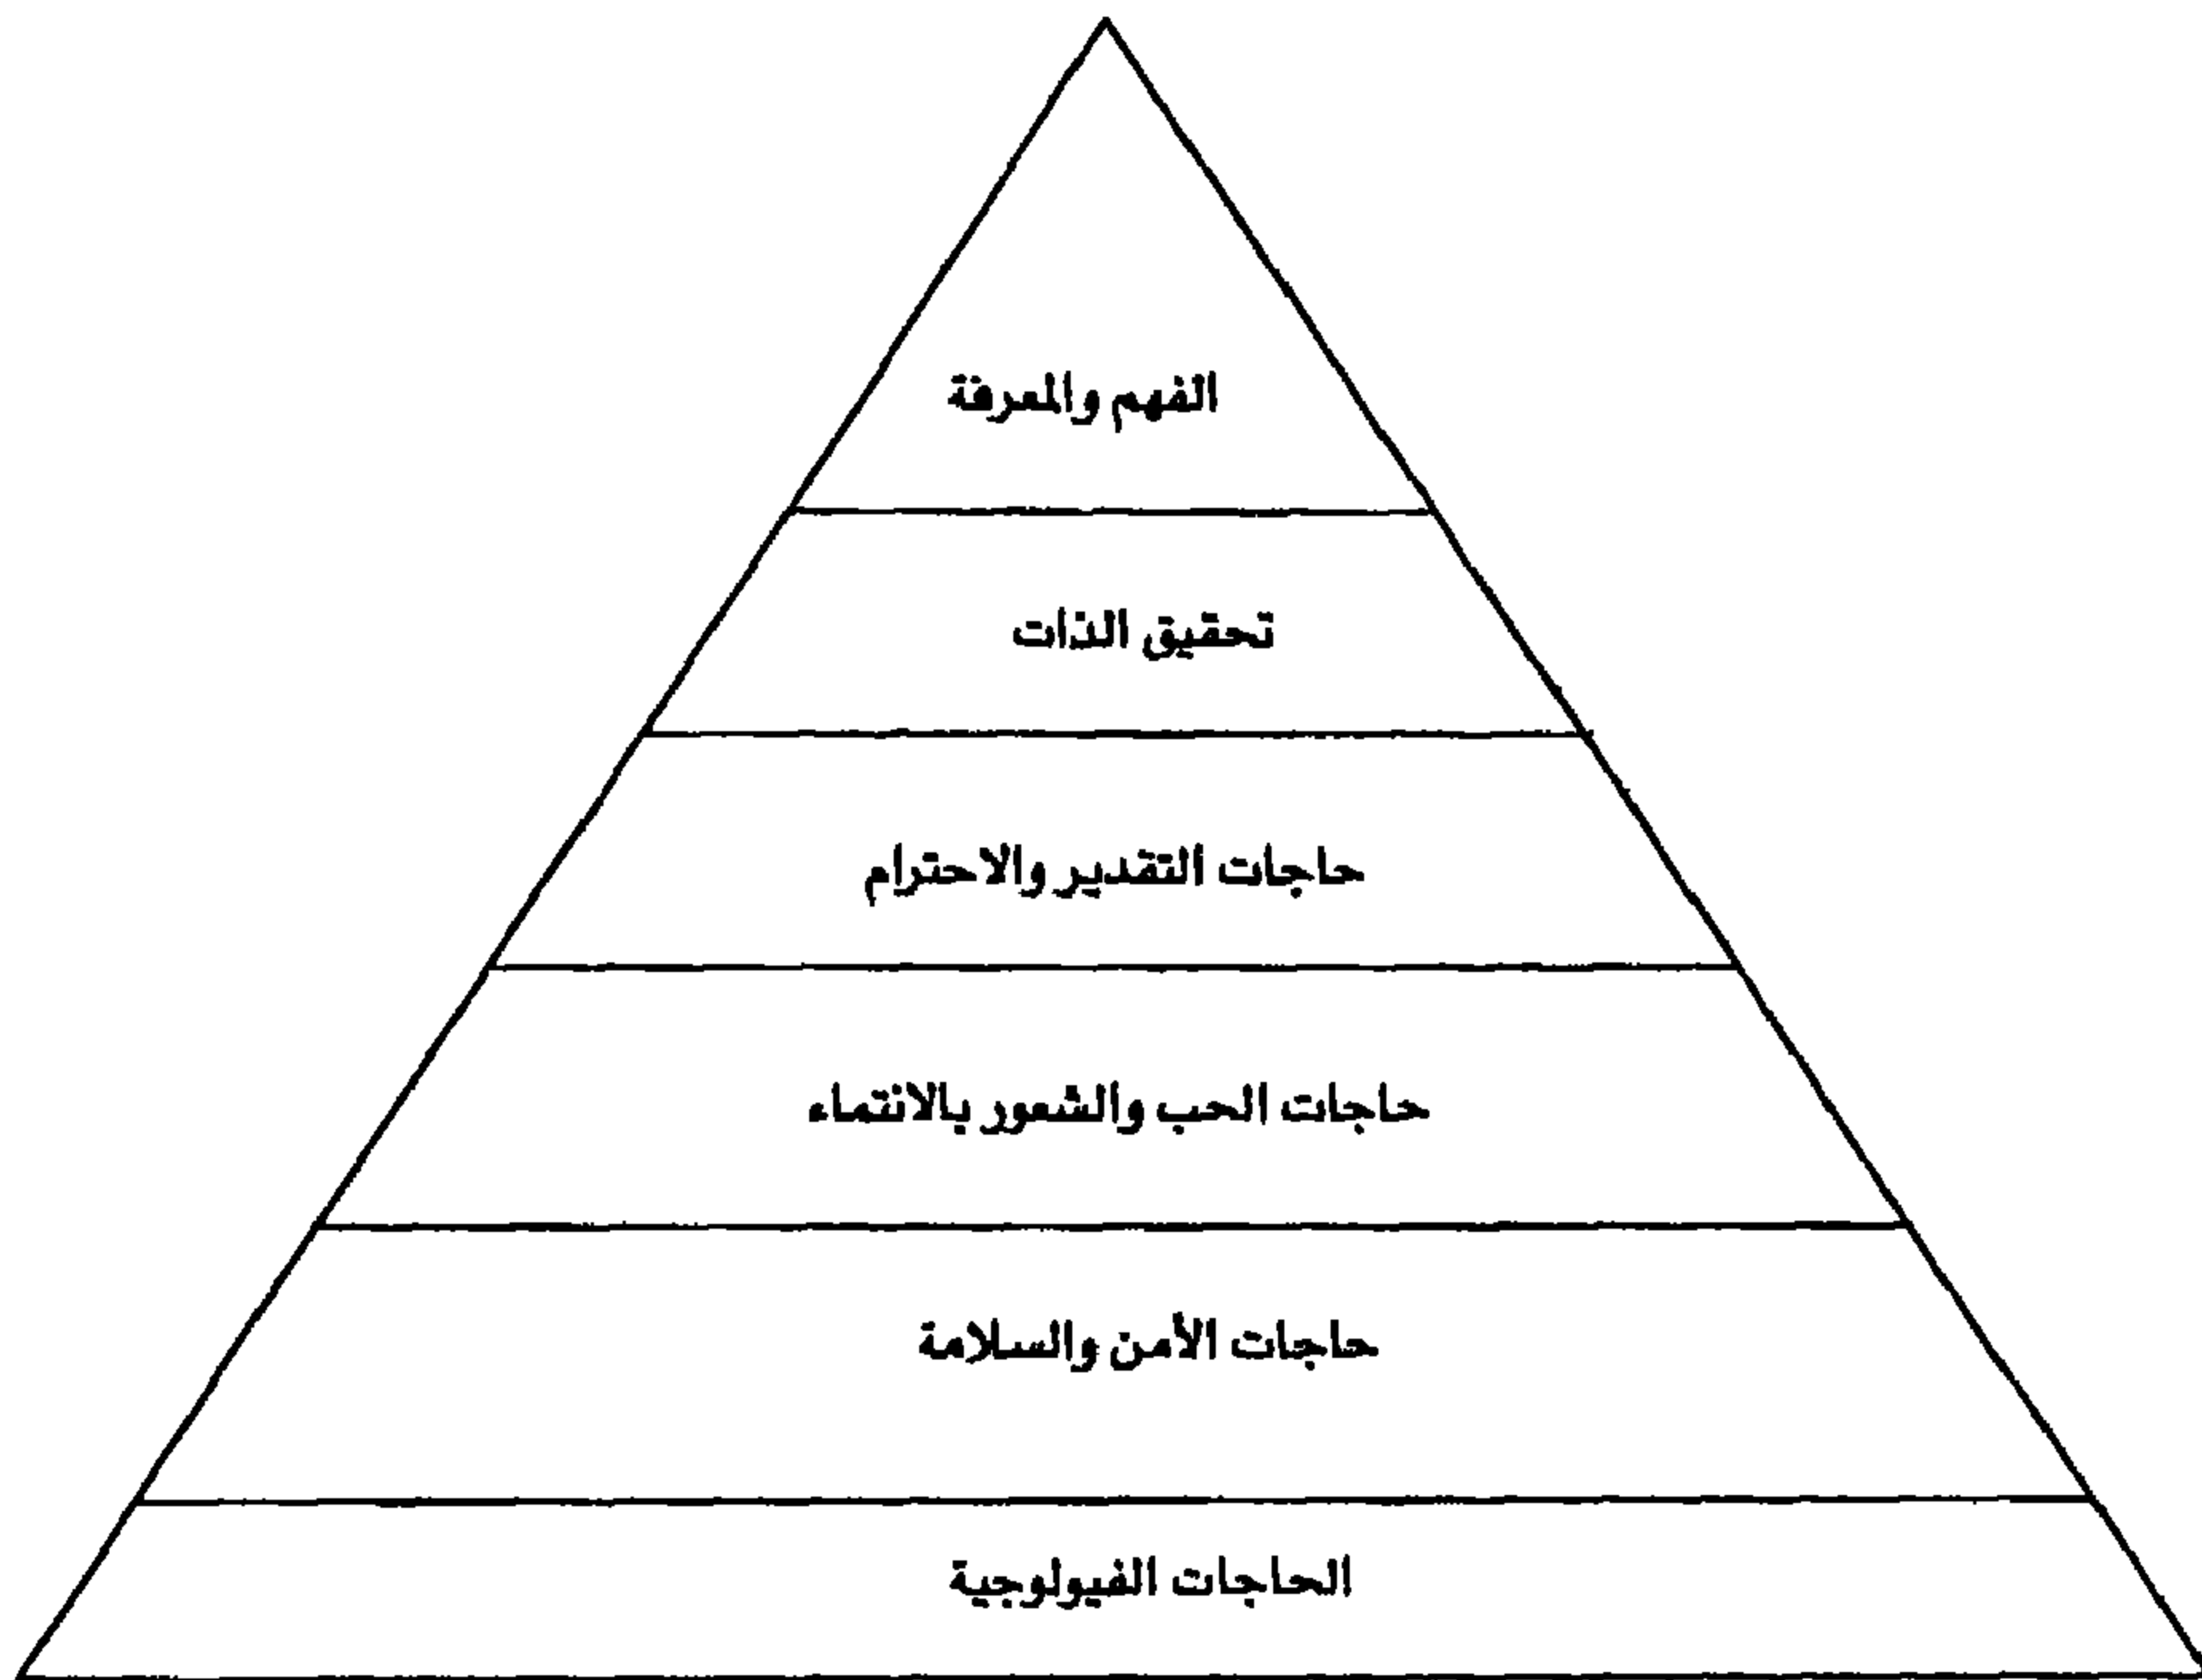 الفهم والمعرفة
تحقيق الذات
حاجات التقدير والاحترام
حاجات الحب والشعور بالانتماء
حاجات الأمن والسلامة
الحاجات الفيولوجية